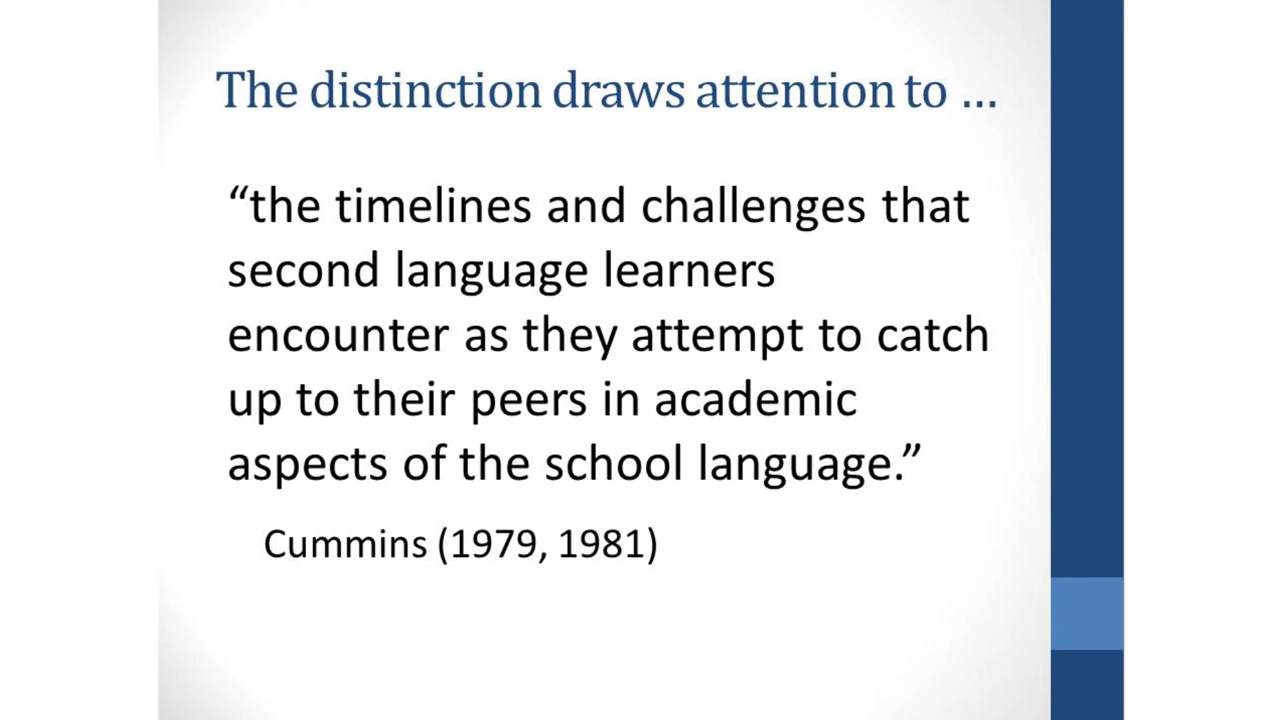 The distinction draws attention to …
“the timelines and challenges that
second language learners
encounter as they attempt to catch
up to their peers in academic
aspects of the school language.”
Cummins (1979, 1981)